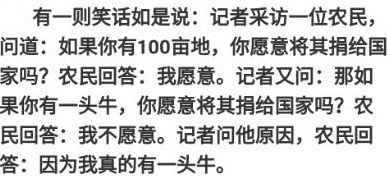 有一则笑话如是说：记者采访一位农民，
问道：如果你有100亩地，你愿意将其捐给国
家吗？农民回答：我愿意。记者又问：那如
果你有一头牛，你愿意将其捐给国家吗？农
民回答：我不愿意。记者问他原因，农民回
答：因为我真的有一头牛。